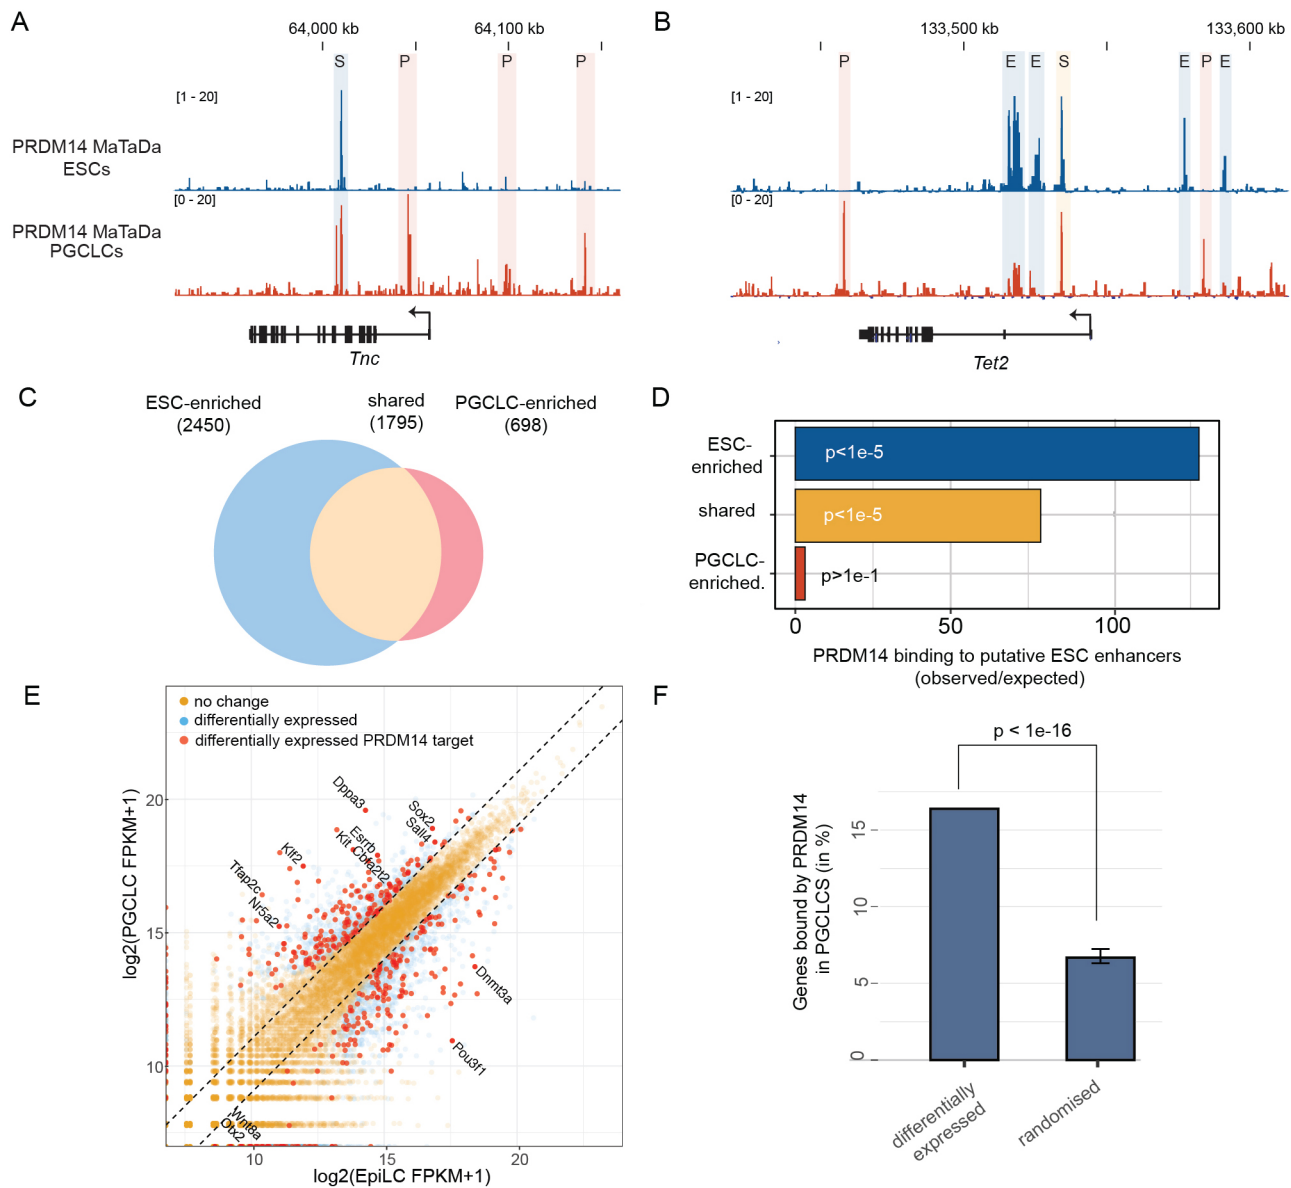 A
64,000 kb
64,100 kb
S
P
P
P
[1 - 20]
PRDM14 MaTaDa
ESCs
[0 - 20]
PRDM14 MaTaDa
PGCLCs
Tnc
B
133,500 kb
133,600 kb
P
E
E
S
E
P
E
[1 - 20]
[0 - 20]
Tet2
C
ESC-enriched
(2450)
shared
(1795)
PGCLC-enriched
(698)
D
ESC-
enriched
p<1e-5
shared
p<1e-5
PGCLC-
enriched.
p>1e-1
0
50
100
PRDM14 binding to putative ESC enhancers
(observed/expected)
E
no change
differentially expressed
differentially expressed PRDM14 target
log2(PGCLC FPKM+1)
20
15
10
Dppa3
Sox2
Sall4
Esrrb
Kit
Cbfa2t2
Klf2
Tfap2c
Nr5a2
Dnmt3a
Pou3f1
Wnt8a
Otx2
10
15
20
log2(EpiLC FPKM+1)
F
p < 1e-16
Genes bound by PRDM14
in PGCLCS (in %)
15
10
5
0
differentially
expressed
randomised